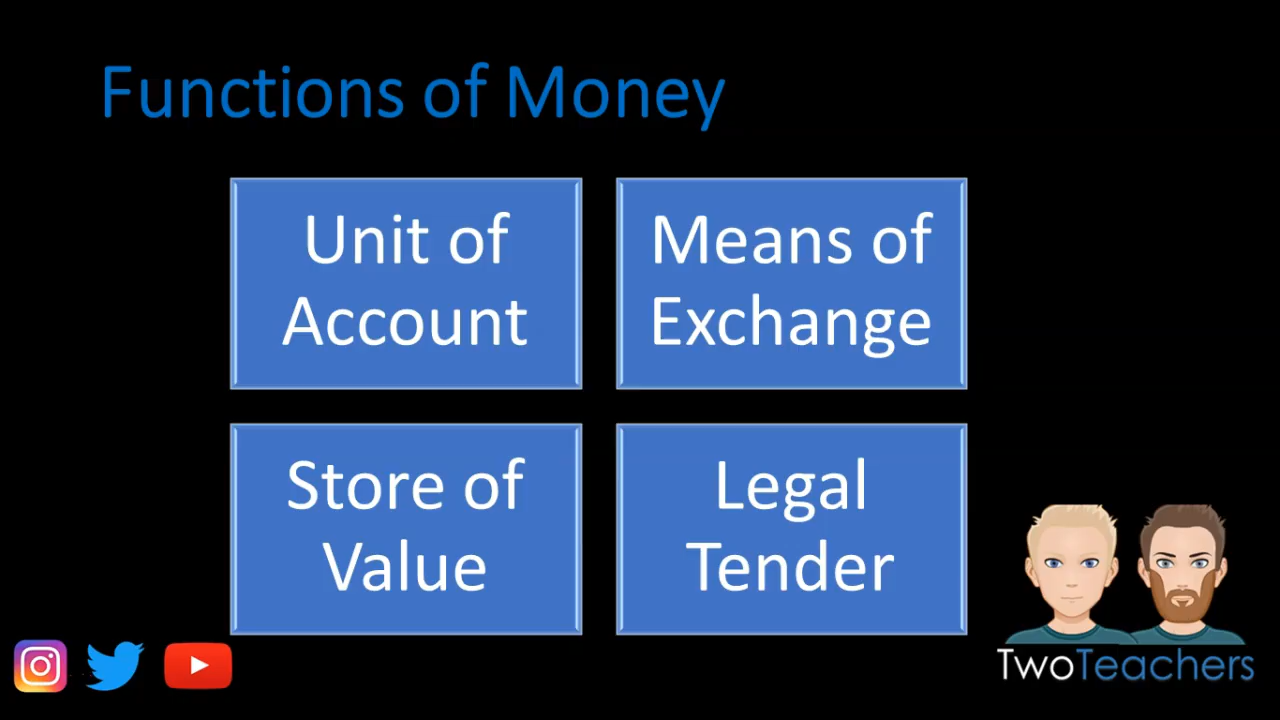 Functions of Money
Unit of
Account
Means of
Exchange
Store of
Value
Legal
Tender
TwoTeachers